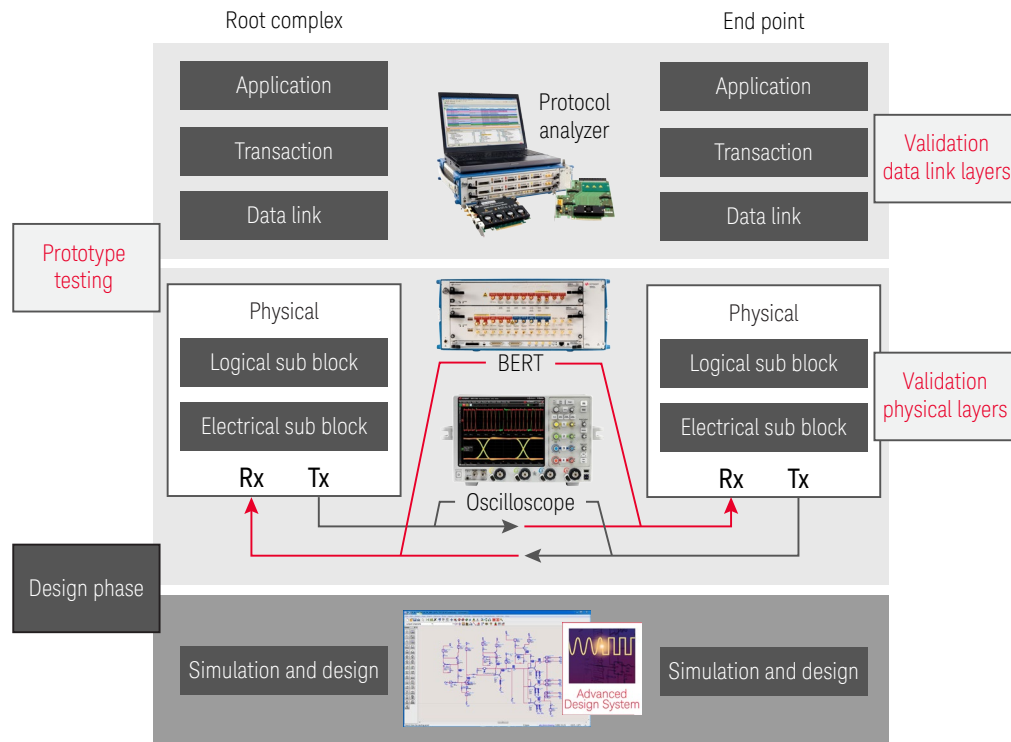 Root complex
End point
Application
Protocol
analyzer
Application
Transaction
Transaction
Validation
data link layers
Data link
Data link
Prototype
testing
Physical
Physical
Logical sub block
BERT
Logical sub block
Validation
physical layers
Electrical sub block
Electrical sub block
Rx
Tx
Oscilloscope
Rx
Tx
Design phase
Simulation and design
Advanced
Design System
Simulation and design